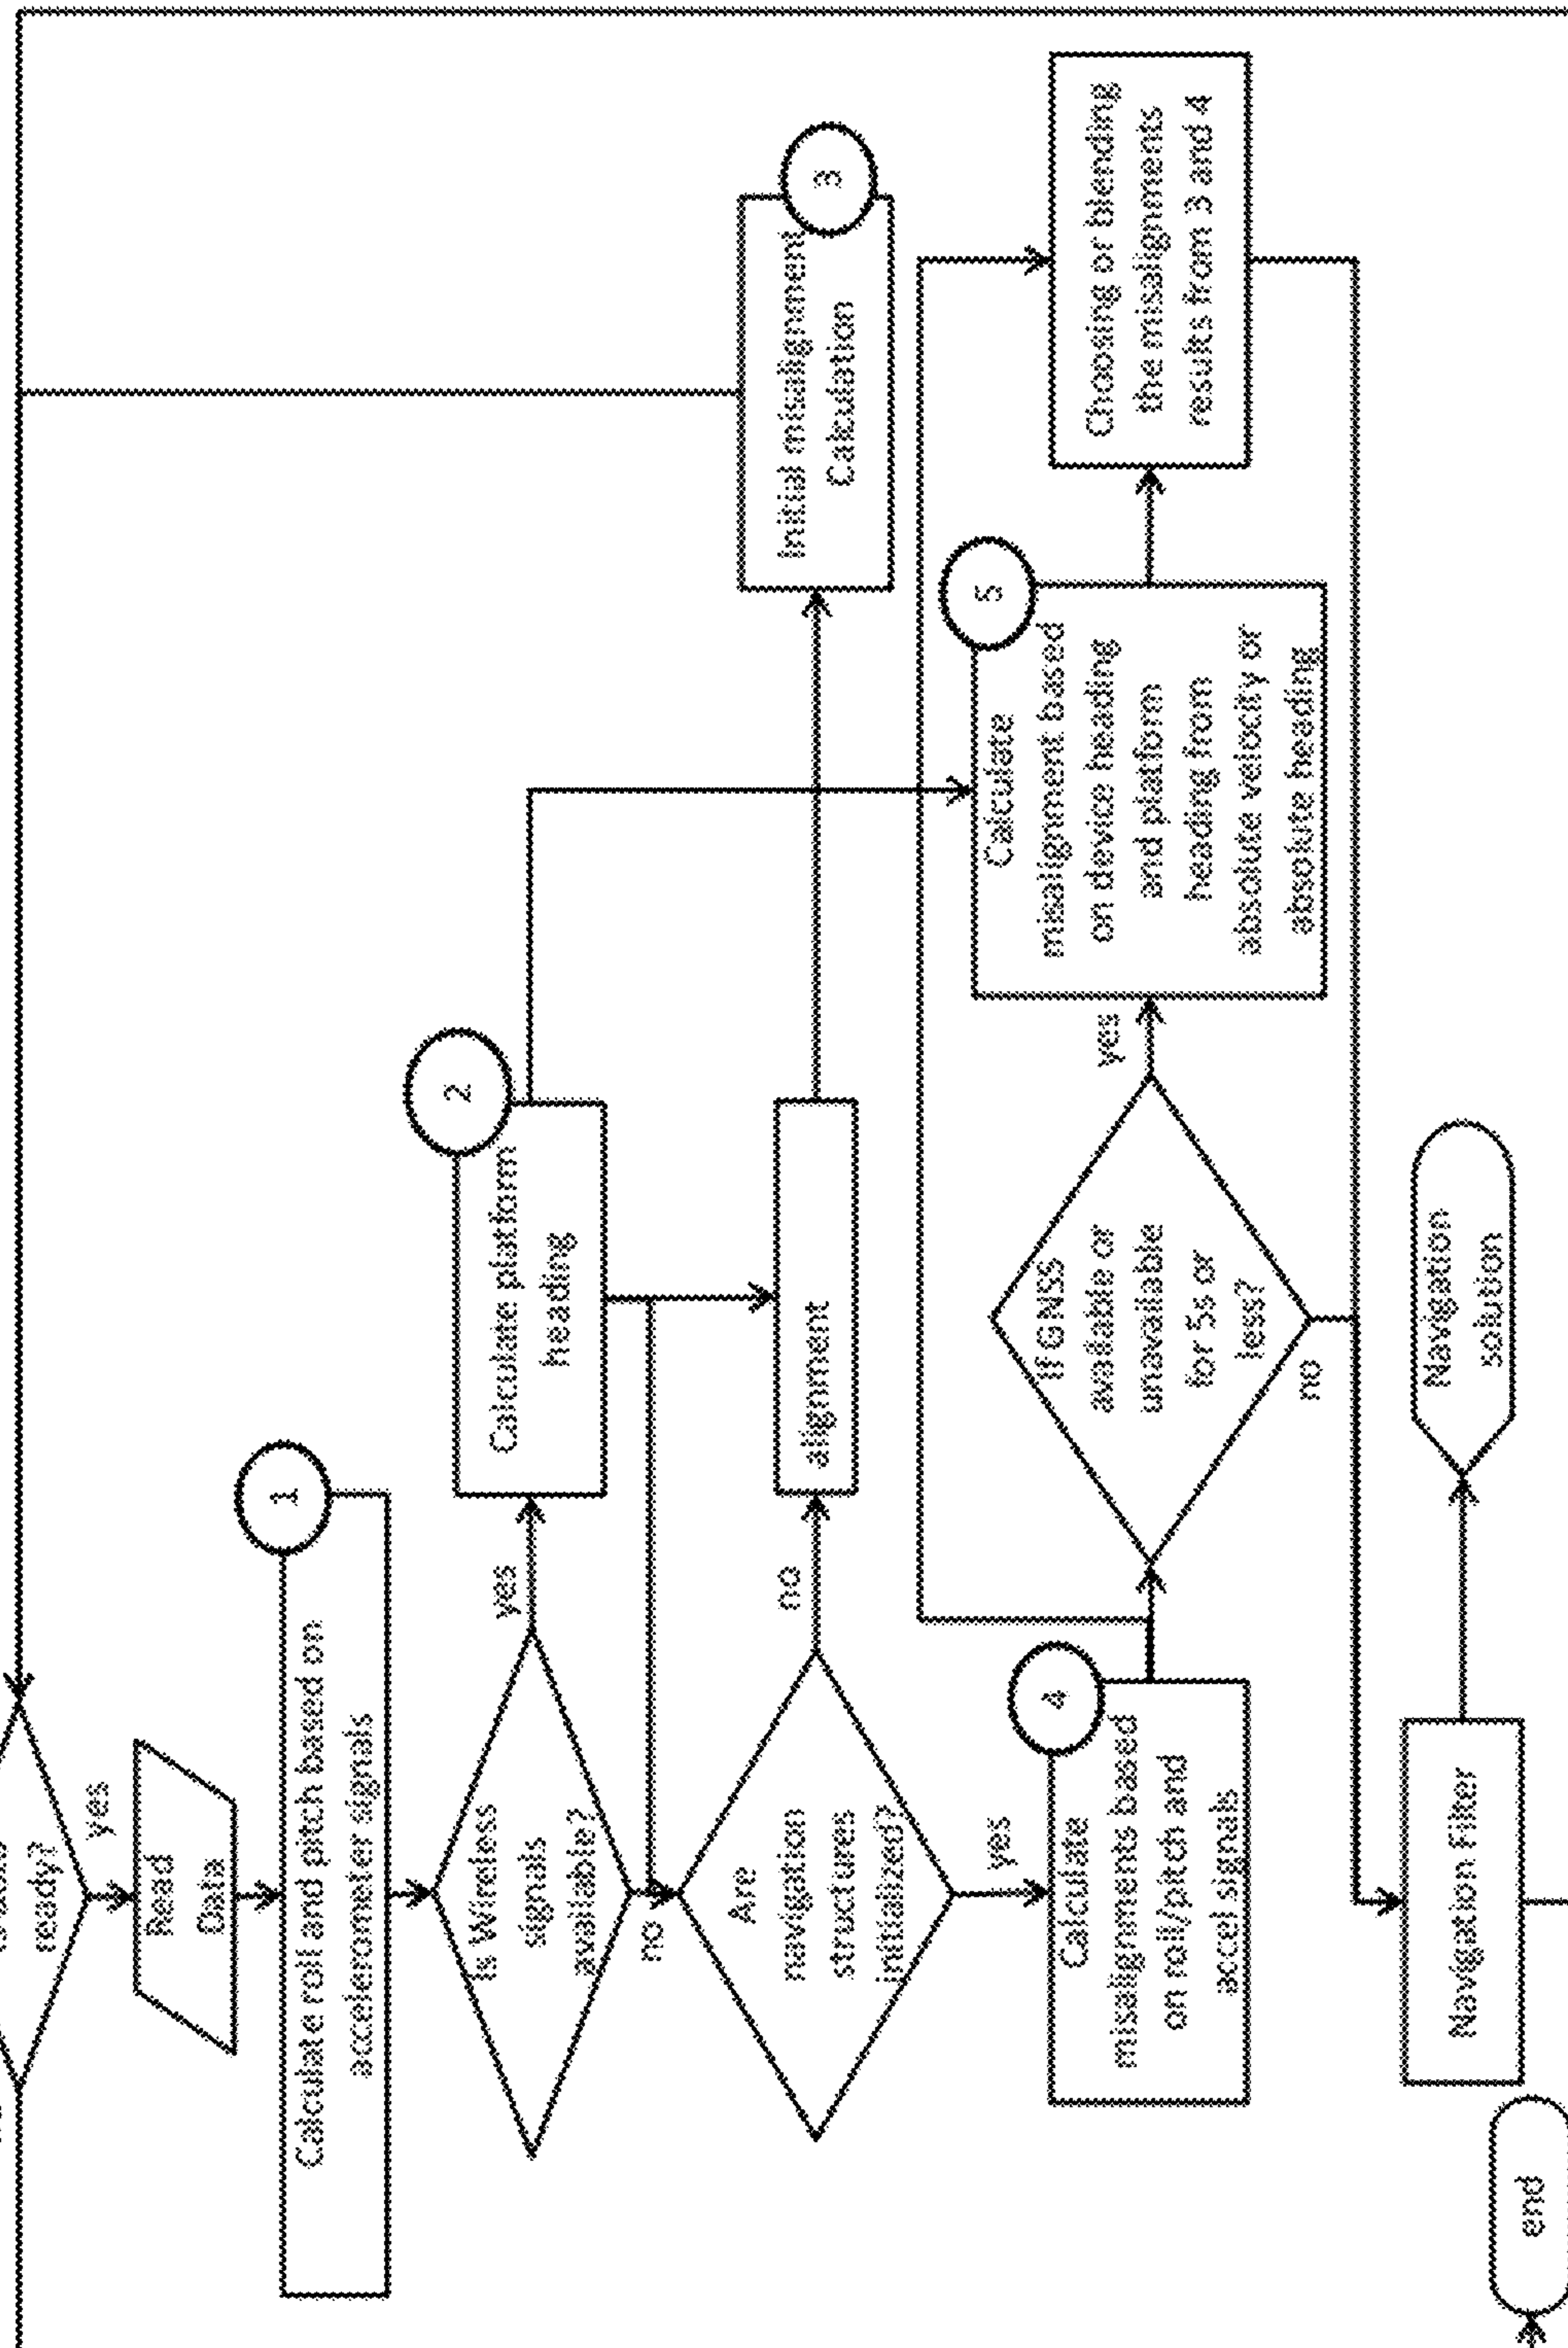 ready?
yes
Read
Data
1
Calculate roll and pitch based on
accelerometer signals
Is Wireless
signals
available?
yes
no
2
Calculate platform
heading
Are
navigation
structures
initialized?
no
yes
alignment
3
Initial misalignment
Calculation
4
Calculate
misalignments based
on roll/pitch and
accel signals
If GNSS
available or
unavailable
for 5s or
less?
yes
no
5
Calculate
misalignment based
on device heading
and platform
heading from
absolute velocity or
absolute heading
Choosing or blending
the misalignments
results from 3 and 4
Navigation Filter
Navigation
solution
end